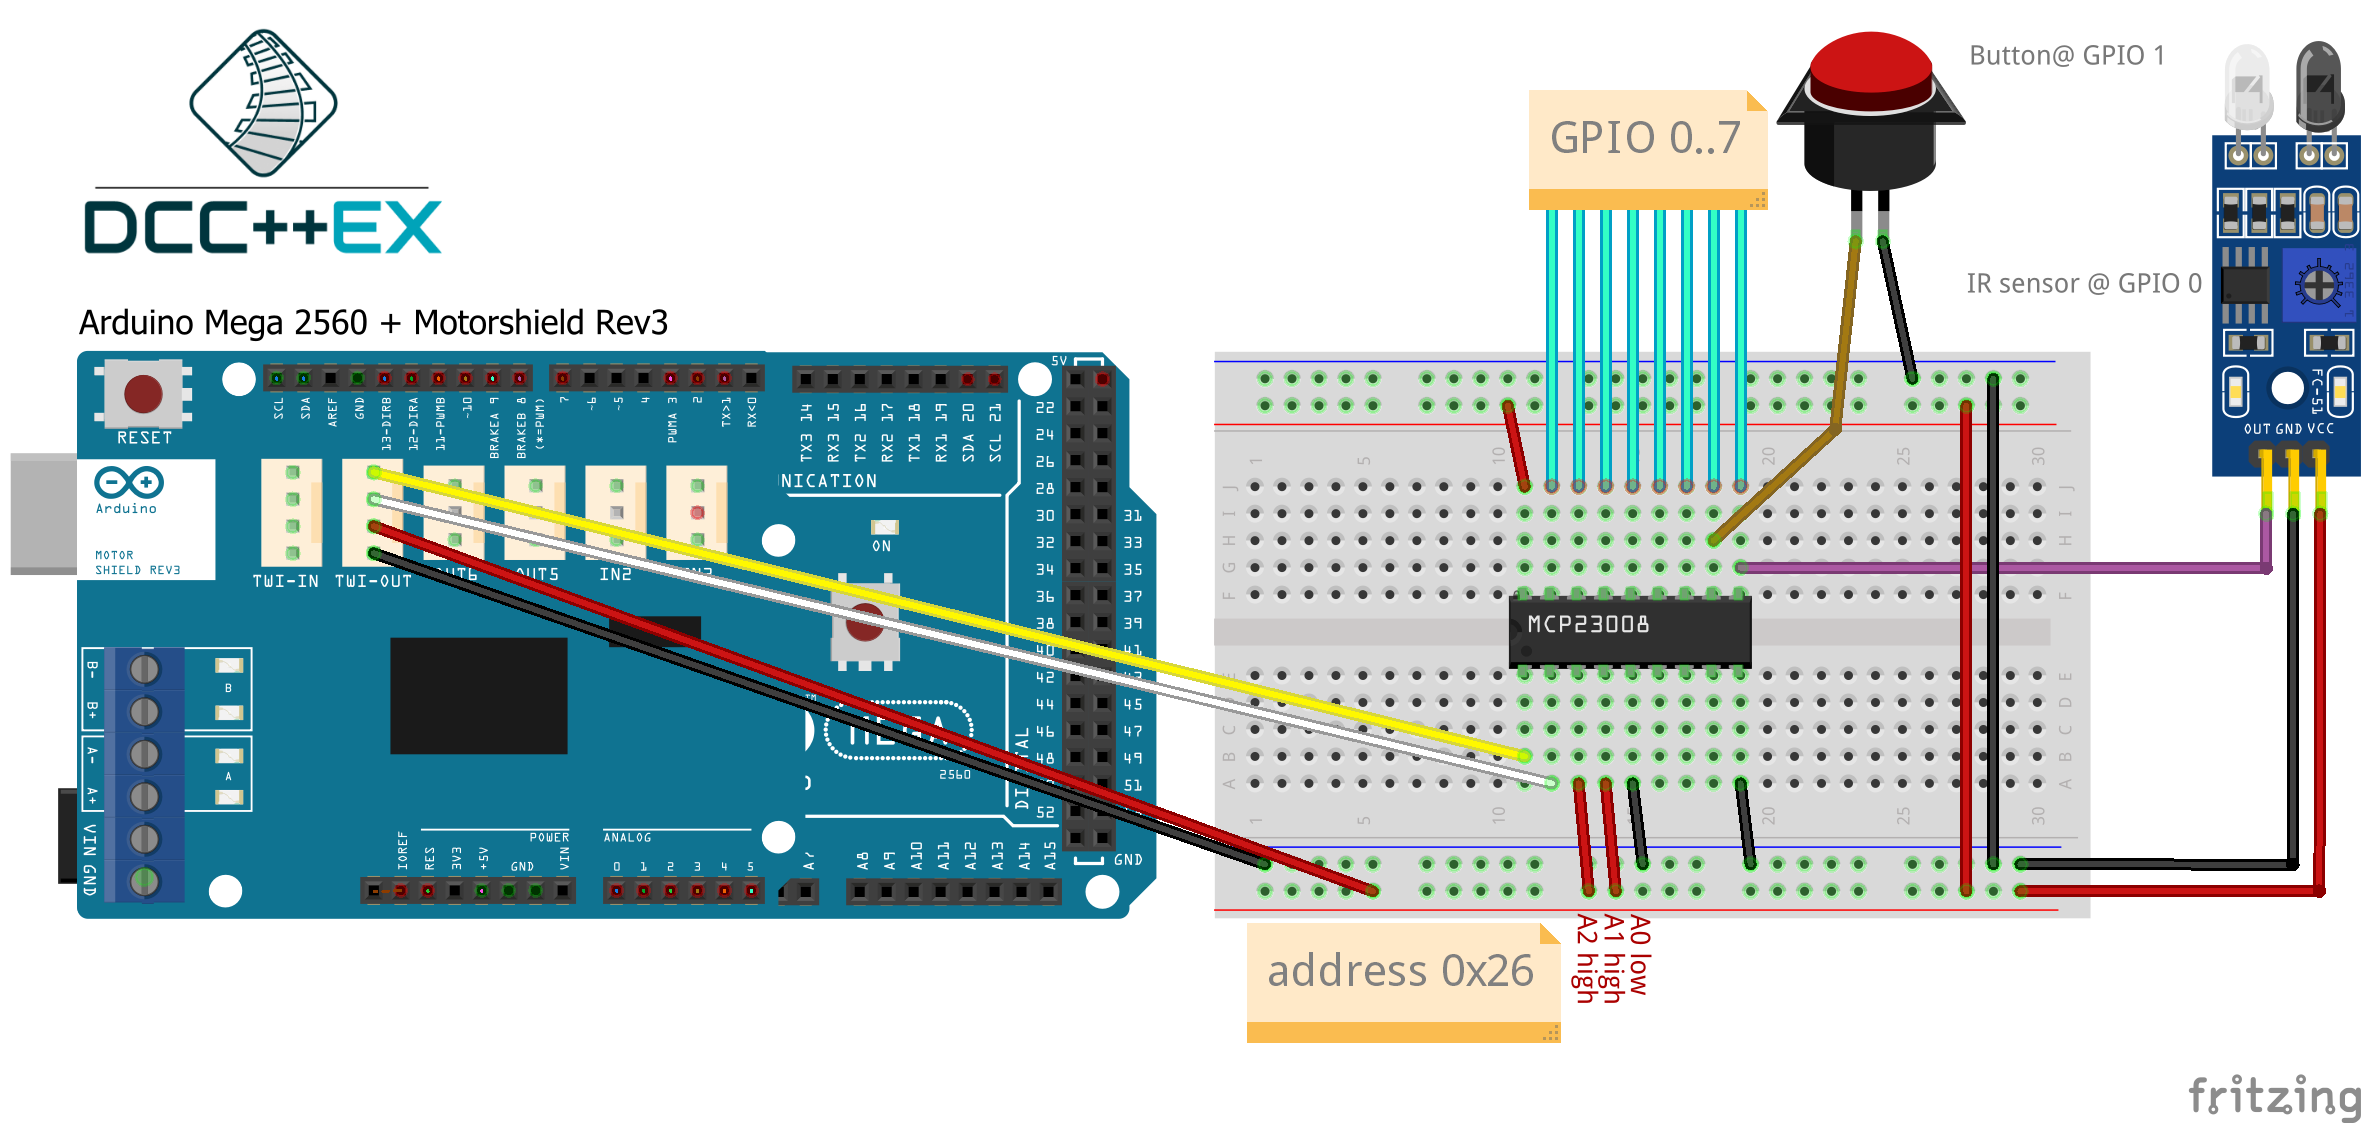 DCC++EX
Arduino Mega 2560 + Motorshield Rev3
Button@ GPIO 1
GPIO 0..7
IR sensor @ GPIO 0
RESET
SCL
SDA
AREF
GND
13-DIRB
12-DIRA
11-PWMB
~10
BRAKEA 9
BRAKEB 8
(*=PWM)
7
~6
~5
4
PWMA 3
2
TX>1
RX<0
TX3 14
RX3 15
TX2 16
RX2 17
TX1 18
RX1 19
SDA 20
SCL 21
5V
22
24
26
28
30 31
32 33
34 35
36 37
38 39
40 41
42
44 45
46 47
48 49
51
52
GND
NICATION
ON
Arduino
MOTOR
SHIELD REV3
TWI-IN
TWI-OUT
OUT5
IN2
B-
B+
A-
A+
VIN GND
B
A
2560
IOREF
RES
3V3
+5V
GND
VIN
POWER
ANALOG
0 1 2 3 4 5
A8
A9
A10
A11
A12
A13
A14
A15
1 5 10 20 25 30
J J
I I
H H
G G
F F
MCP23008
E
D D
C C
B B
A A
1 5 10 20 25 30
FC-51
OUT GND VCC
A2 high
A1 high
A0 low
address 0x26
fritzing